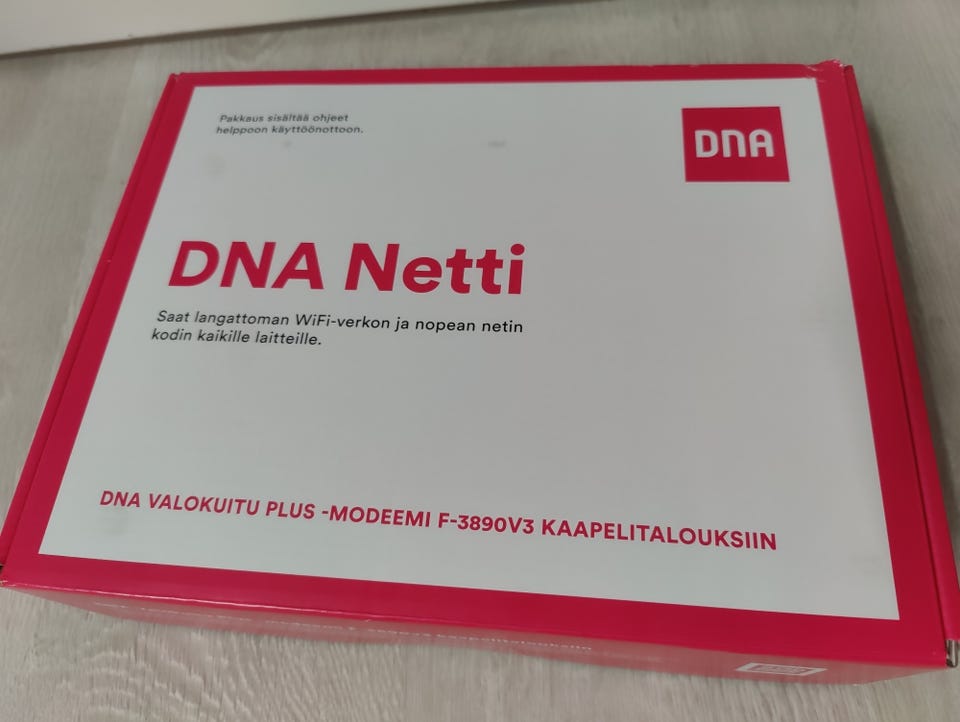 Pakkaus sisältää ohjeet
helppoon käyttöönottoon.
DNA
DNA Netti
Saat langattoman WiFi-verkon ja nopean netin
kodin kaikille laitteille.
DNA VALOKUITU PLUS -MODEEMI F-3890V3 KAAPELITALOUKSIIN